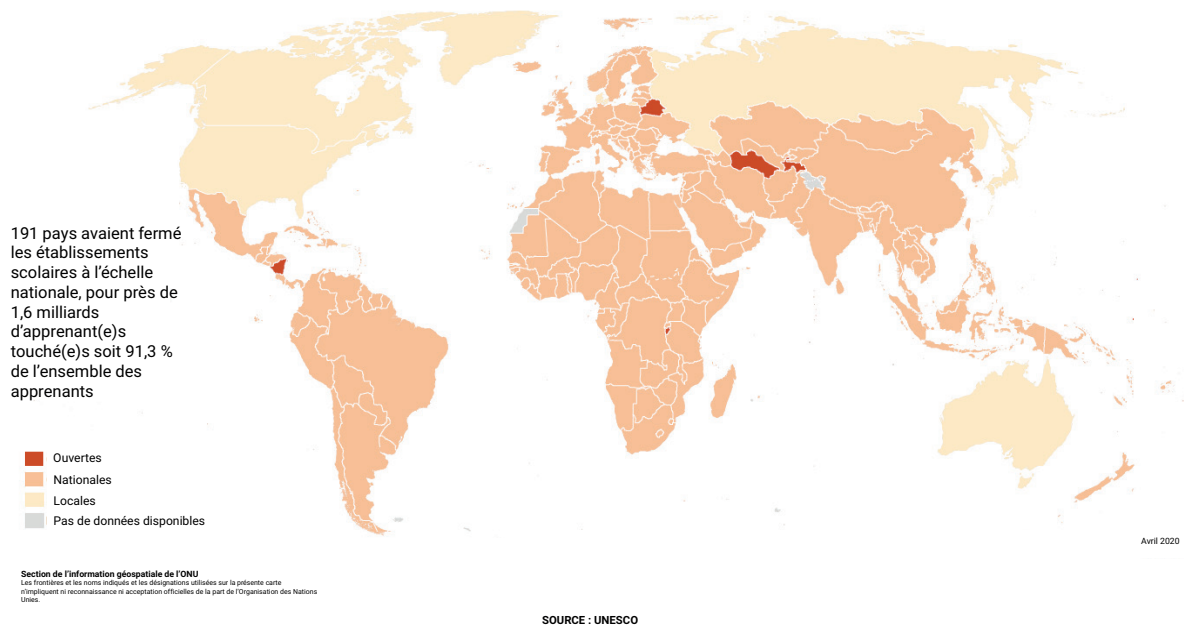 191 pays avaient fermé
les établissements
scolaires à l'échelle
nationale, pour près de
1,6 milliards
d'apprenant(e)s
touché(e)s soit 91,3 %
de l'ensemble des
apprenants
Ouvertes
Nationales
Locales
Pas de données disponibles
Avril 2020
Section de l'information géospatiale de l'ONU
Les frontières et les noms indiqués et les désignations utilisées sur la présente carte
n'impliquent ni reconnaissance ni acceptation officielles de la part de l'Organisation des Nations
Unies.
SOURCE : UNESCO